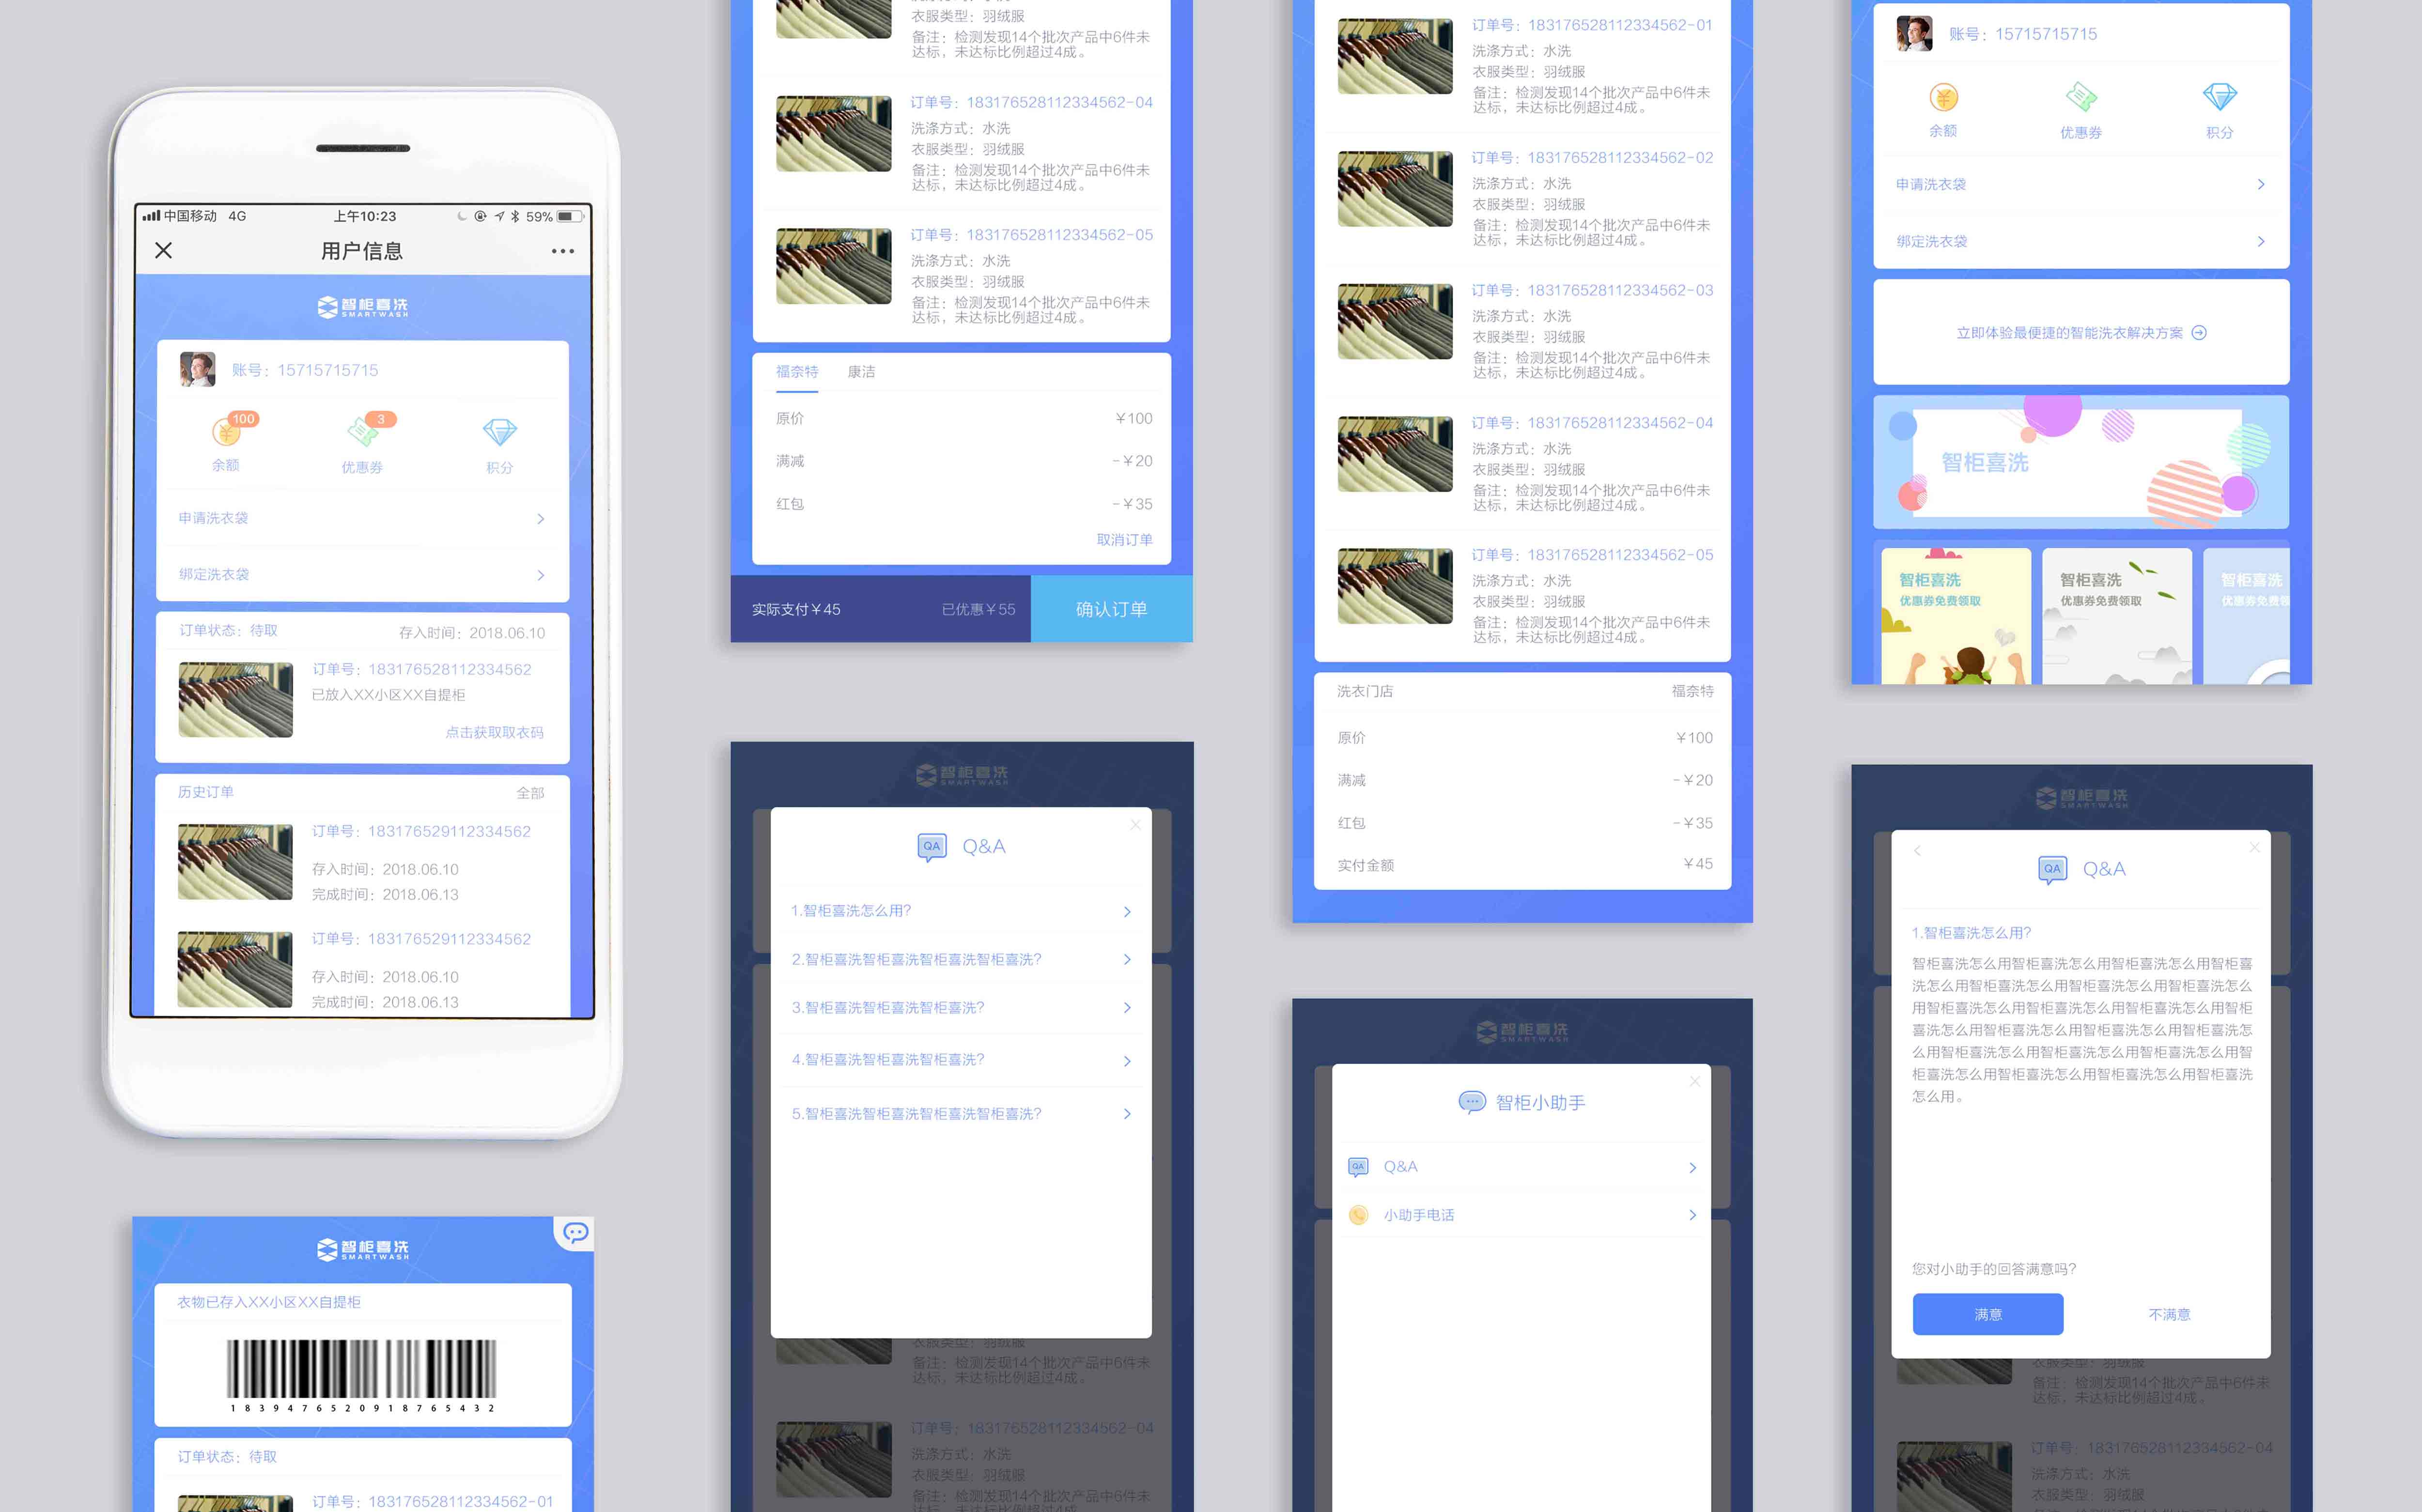 中国移动 4G 上午10:23 59%
用户信息
智柜喜洗
SMARTWASH
账号：15715715715
100
3
余额
优惠券
积分
申请洗衣袋
绑定洗衣袋
订单状态：待取
存入时间：2018.06.10
订单号：183176528112334562
已放入XX小区XX自提柜
点击获取取衣码
历史订单
全部
订单号：183176529112334562
存入时间：2018.06.10
完成时间：2018.06.13
订单号：183176529112334562
存入时间：2018.06.10
完成时间：2018.06.13
智柜喜洗
SMARTWASH
衣物已存入XX小区XX自提柜
1839476520918765432
订单状态：待取
订单号：183176528112334562-01
衣服类型：羽绒服
备注：检测发现14个批次产品中6件未
达标，未达标比例超过4成。
订单号：183176528112334562-04
洗涤方式：水洗
衣服类型：羽绒服
备注：检测发现14个批次产品中6件未
达标，未达标比例超过4成。
订单号：183176528112334562-05
洗涤方式：水洗
衣服类型：羽绒服
备注：检测发现14个批次产品中6件未
达标，未达标比例超过4成。
福奈特
康洁
原价
￥100
满减
-￥20
红包
-￥35
取消订单
实际支付￥45
已优惠￥55
确认订单
智柜喜洗
SMARTWASH
QA
Q&A
1.智柜喜洗怎么用?
2.智柜喜洗智柜喜洗智柜喜洗智柜喜洗?
3.智柜喜洗智柜喜洗智柜喜洗?
4.智柜喜洗智柜喜洗智柜喜洗?
5.智柜喜洗智柜喜洗智柜喜洗智柜喜洗?
衣服类型：羽绒服
备注：检测发现14个批次产品中6件未
达标，未达标比例超过4成。
订单号：183176528112334562-04
洗涤方式：水洗
衣服类型：羽绒服
备注：检测发现14个批次产品中6件未
达标，未达标比例超过4成。
订单号：183176528112334562-01
洗涤方式：水洗
衣服类型：羽绒服
备注：检测发现14个批次产品中6件未
达标，未达标比例超过4成。
订单号：183176528112334562-02
洗涤方式：水洗
衣服类型：羽绒服
备注：检测发现14个批次产品中6件未
达标，未达标比例超过4成。
订单号：183176528112334562-03
洗涤方式：水洗
衣服类型：羽绒服
备注：检测发现14个批次产品中6件未
达标，未达标比例超过4成。
订单号：183176528112334562-04
洗涤方式：水洗
衣服类型：羽绒服
备注：检测发现14个批次产品中6件未
达标，未达标比例超过4成。
订单号：183176528112334562-05
洗涤方式：水洗
衣服类型：羽绒服
备注：检测发现14个批次产品中6件未
达标，未达标比例超过4成。
洗衣门店
福奈特
原价
￥100
满减
-￥20
红包
-￥35
实付金额
￥45
智柜喜洗
SMARTWASH
智柜小助手
QA
Q&A
小助手电话
账号：15715715715
余额
优惠券
积分
申请洗衣袋
绑定洗衣袋
立即体验最便捷的智能洗衣解决方案
智柜喜洗
智柜喜洗
优惠券免费领取
智柜喜洗
优惠券免费领取
智柜喜洗
优惠券免费领
智柜喜洗
SMARTWASH
QA
Q&A
1.智柜喜洗怎么用?
智柜喜洗怎么用智柜喜洗怎么用智柜喜洗怎么用智柜喜
洗怎么用智柜喜洗怎么用智柜喜洗怎么用智柜喜洗怎么
用智柜喜洗怎么用智柜喜洗怎么用智柜喜洗怎么用智柜
喜洗怎么用智柜喜洗怎么用智柜喜洗怎么用智柜喜洗怎
么用智柜喜洗怎么用智柜喜洗怎么用智柜喜洗怎么用智
柜喜洗怎么用智柜喜洗怎么用智柜喜洗怎么用智柜喜洗
怎么用。
您对小助手的回答满意吗?
满意
不满意
衣服类型：羽绒服
备注：检测发现14个批次产品中6件未
达标，未达标比例超过4成。
订单号：183176528112334562-04
洗涤方式：水洗
衣服类型：羽绒服